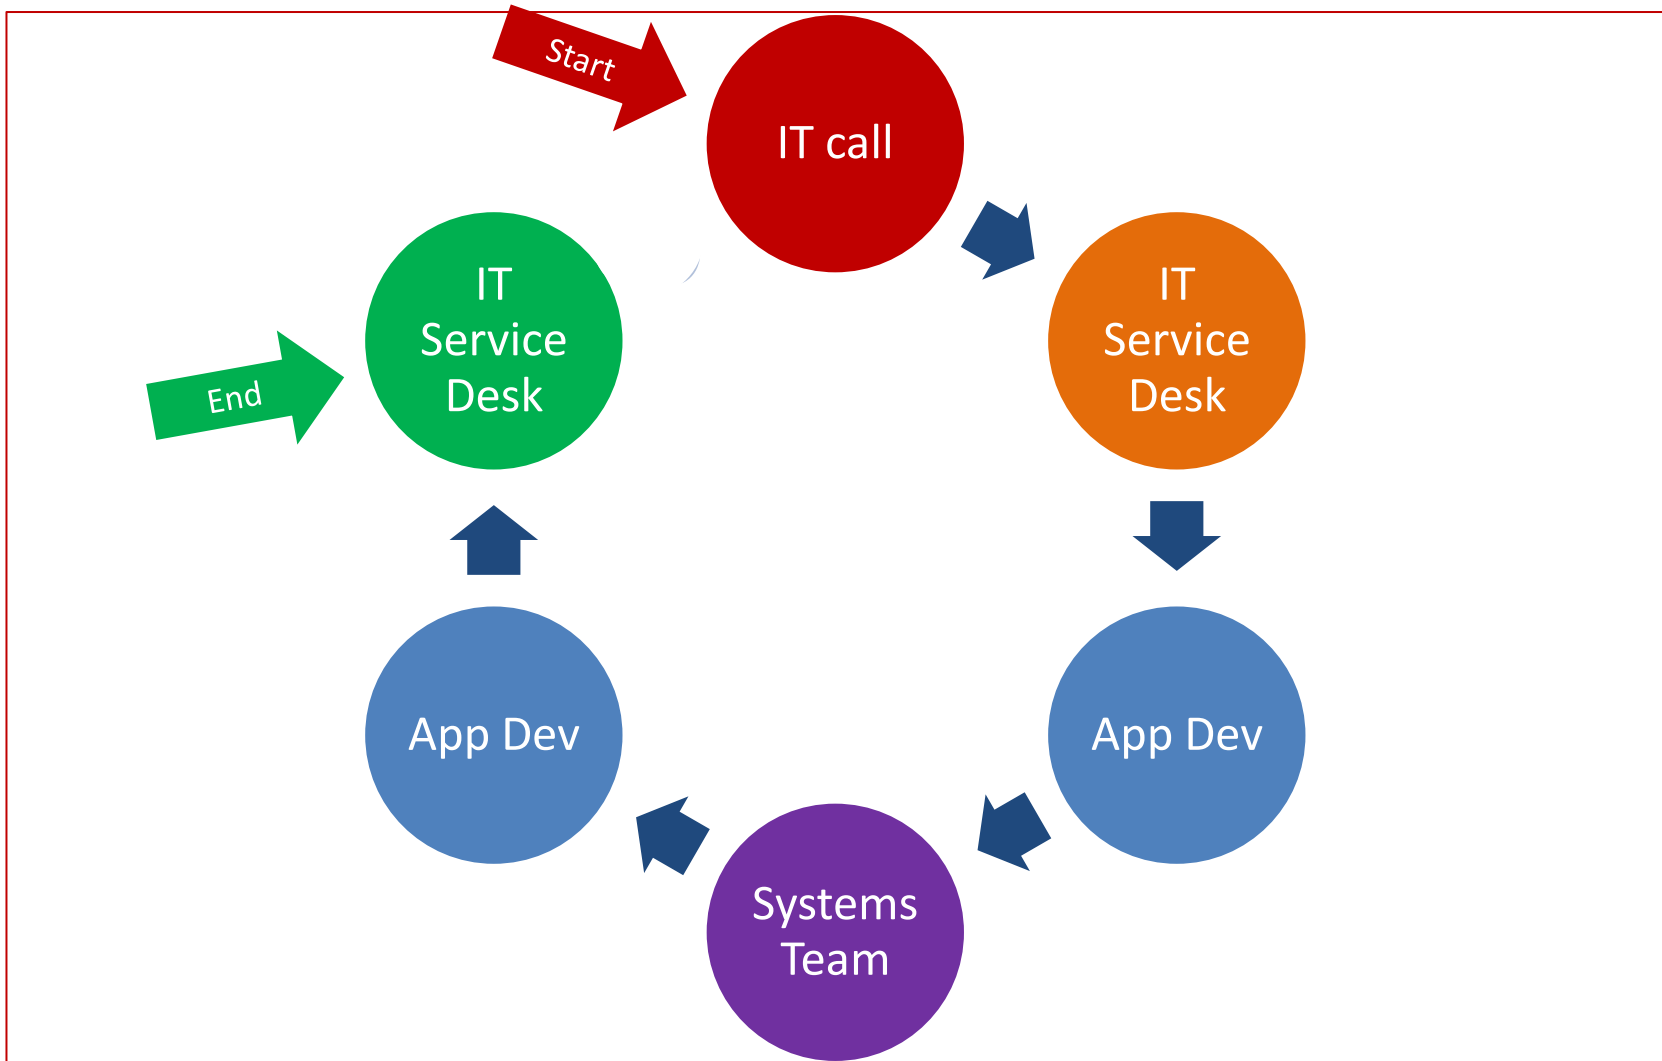 Start
IT call
IT
Service
Desk
App Dev
Systems
Team
App Dev
IT
Service
Desk
End